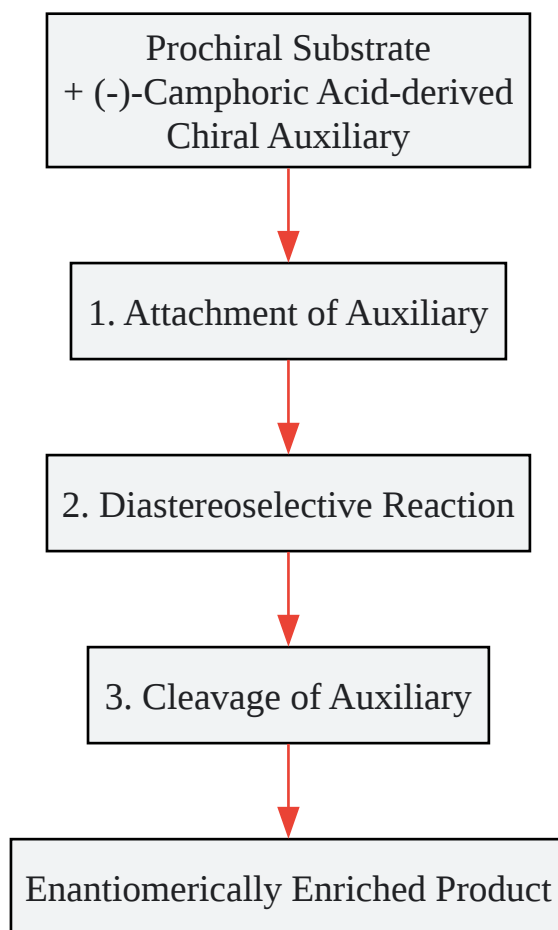 Prochiral Substrate
+ (-)-Camphoric Acid-derived
Chiral Auxiliary
1. Attachment of Auxiliary
2. Diastereoselective Reaction
3. Cleavage of Auxiliary
Enantiomerically Enriched Product